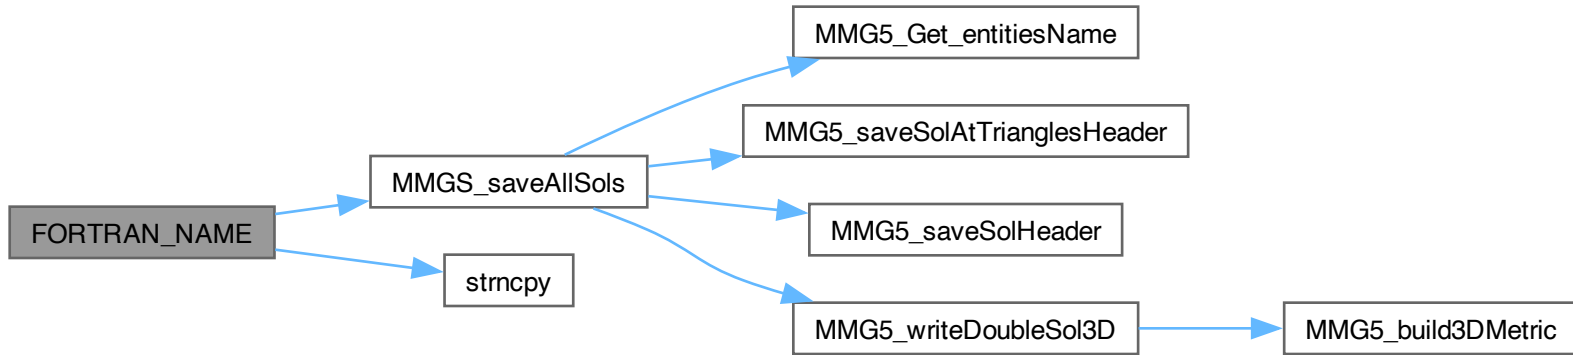 MMG5_Get_entitiesName
MMG5_saveSolAtTrianglesHeader
MMGS_saveAllSols
FORTRAN_NAME
MMG5_saveSolHeader
strncpy
MMG5_writeDoubleSol3D
MMG5_build3DMetric